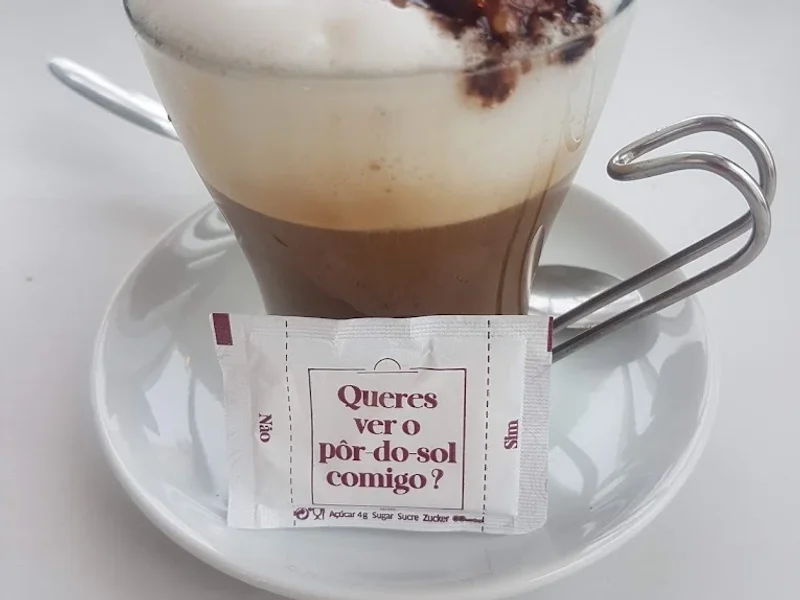 Queres
ver o
pôr-do-sol
comigo?
Não
Sim
Açúcar 4g Sugar Sucre Zucker